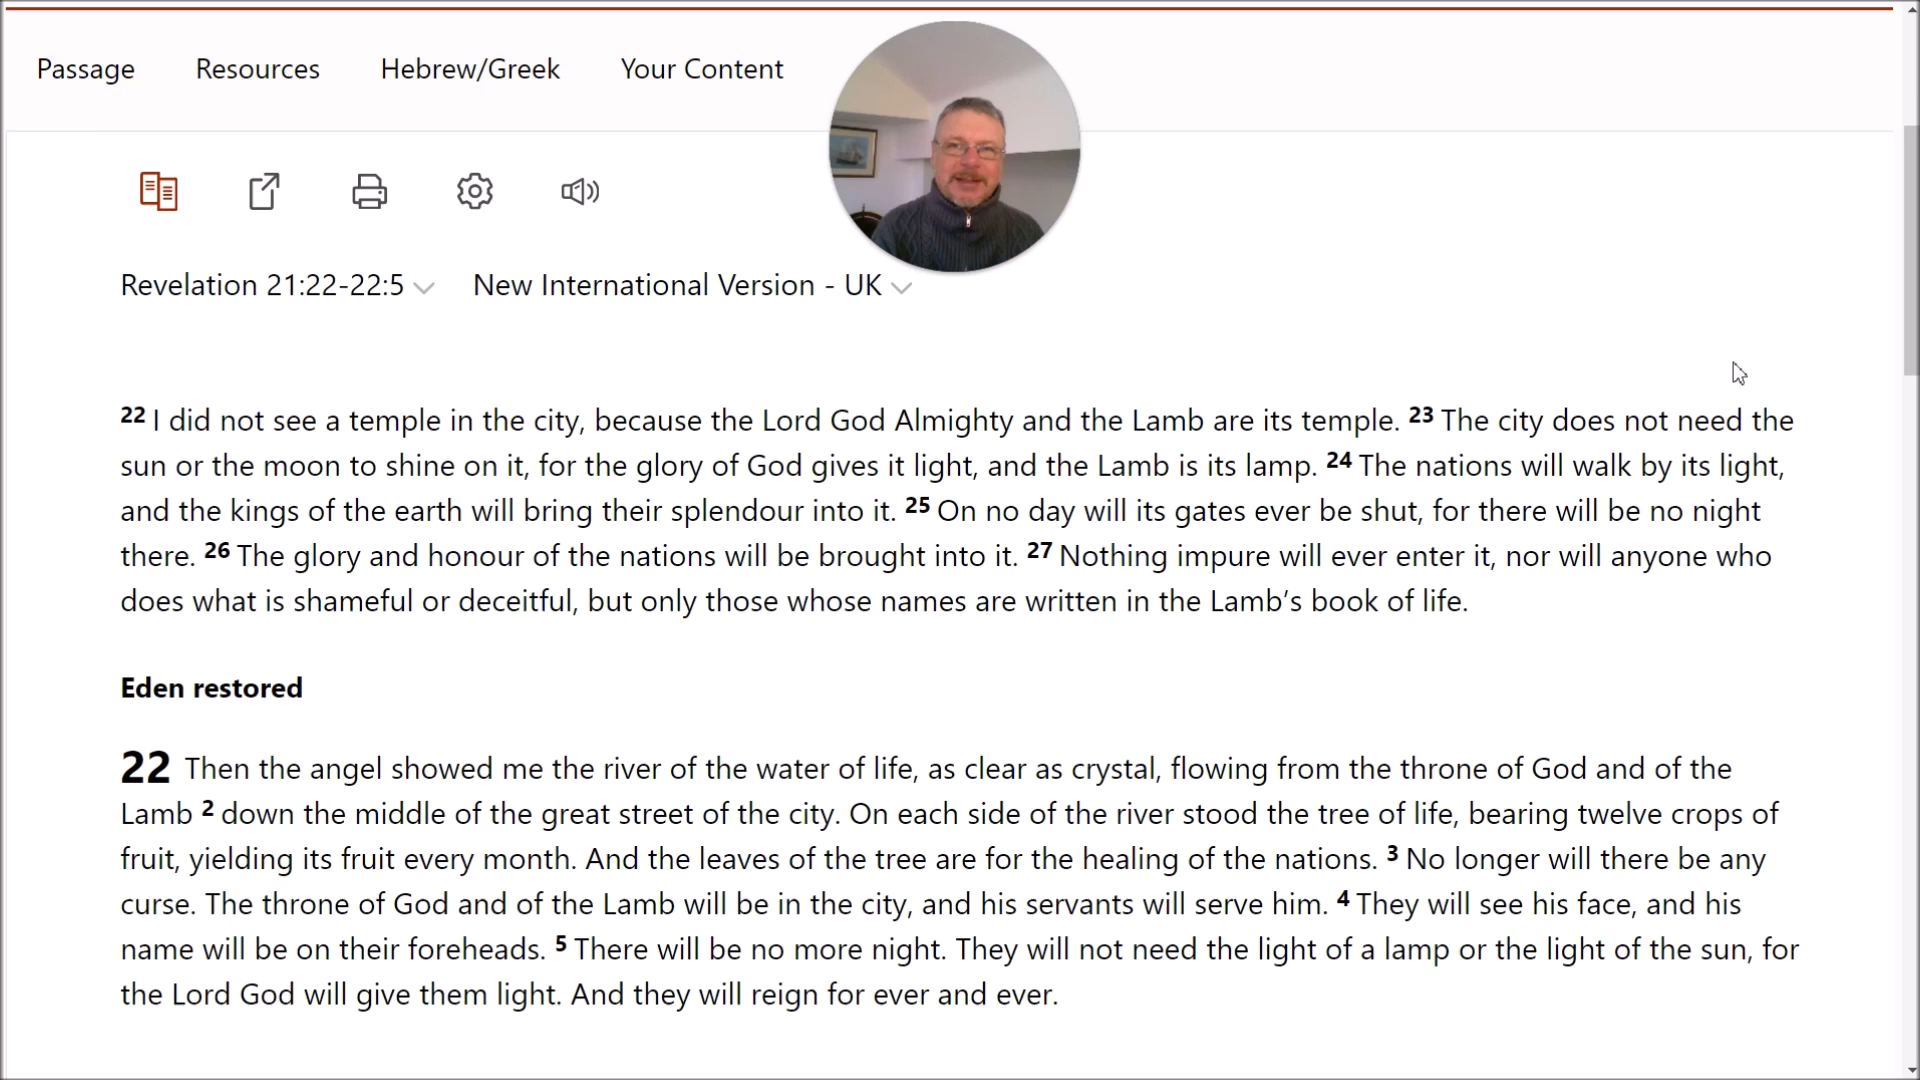 Passage Resources Hebrew/Greek Your Content
Revelation 21:22-22:5 New International Version - UK
22 I did not see a temple in the city, because the Lord God Almighty and the Lamb are its temple. 23 The city does not need the
sun or the moon to shine on it, for the glory of God gives it light, and the Lamb is its lamp. 24 The nations will walk by its light,
and the kings of the earth will bring their splendour into it. 25 On no day will its gates ever be shut, for there will be no night
there. 26 The glory and honour of the nations will be brought into it. 27 Nothing impure will ever enter it, nor will anyone who
does what is shameful or deceitful, but only those whose names are written in the Lamb’s book of life.
Eden restored
22 Then the angel showed me the river of the water of life, as clear as crystal, flowing from the throne of God and of the
Lamb 2 down the middle of the great street of the city. On each side of the river stood the tree of life, bearing twelve crops of
fruit, yielding its fruit every month. And the leaves of the tree are for the healing of the nations. 3 No longer will there be any
curse. The throne of God and of the Lamb will be in the city, and his servants will serve him. 4 They will see his face, and his
name will be on their foreheads. 5 There will be no more night. They will not need the light of a lamp or the light of the sun, for
the Lord God will give them light. And they will reign for ever and ever.